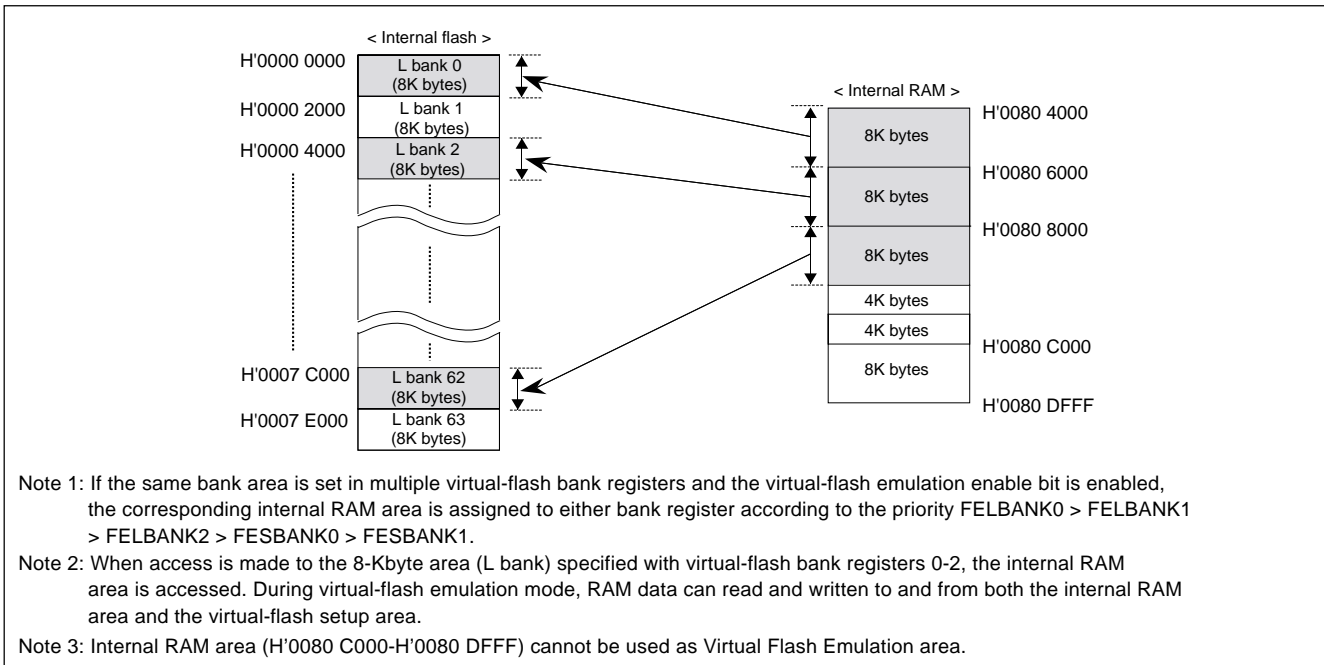 < Internal flash >
H'0000 0000
L bank 0
(8K bytes)
H'0000 2000
L bank 1
(8K bytes)
H'0000 4000
L bank 2
(8K bytes)
H'0007 C000
L bank 62
(8K bytes)
H'0007 E000
L bank 63
(8K bytes)
< Internal RAM >
H'0080 4000
8K bytes
H'0080 6000
8K bytes
H'0080 8000
8K bytes
4K bytes
4K bytes
H'0080 C000
8K bytes
H'0080 DFFF
Note 1: If the same bank area is set in multiple virtual-flash bank registers and the virtual-flash emulation enable bit is enabled,
the corresponding internal RAM area is assigned to either bank register according to the priority FELBANK0 > FELBANK1
> FELBANK2 > FESBANK0 > FESBANK1.
Note 2: When access is made to the 8-Kbyte area (L bank) specified with virtual-flash bank registers 0-2, the internal RAM
area is accessed. During virtual-flash emulation mode, RAM data can read and written to and from both the internal RAM
area and the virtual-flash setup area.
Note 3: Internal RAM area (H'0080 C000-H'0080 DFFF) cannot be used as Virtual Flash Emulation area.